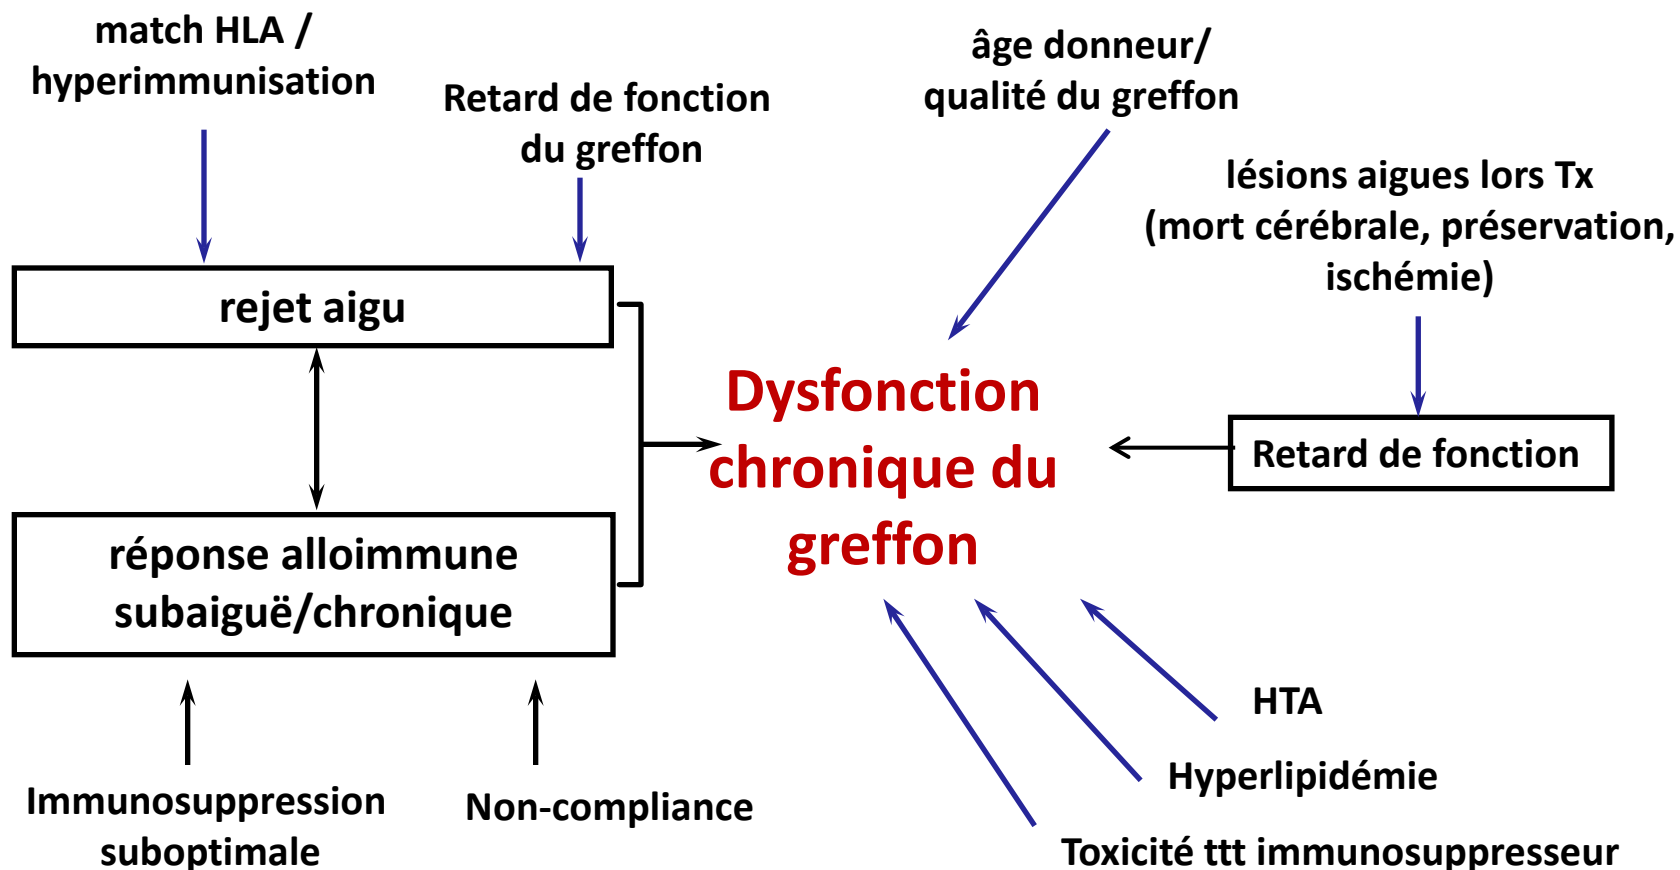 match HLA /
hyperimmunisation
Retard de fonction
du greffon
âge donneur/
qualité du greffon
lésions aigues lors Tx
(mort cérébrale, préservation,
ischémie)
rejet aigu
Dysfonction
chronique du
greffon
Retard de fonction
réponse alloimmune
subaiguë/chronique
HTA
Hyperlipidémie
Toxicité ttt immunosuppresseur
Immunosuppression
suboptimale
Non-compliance